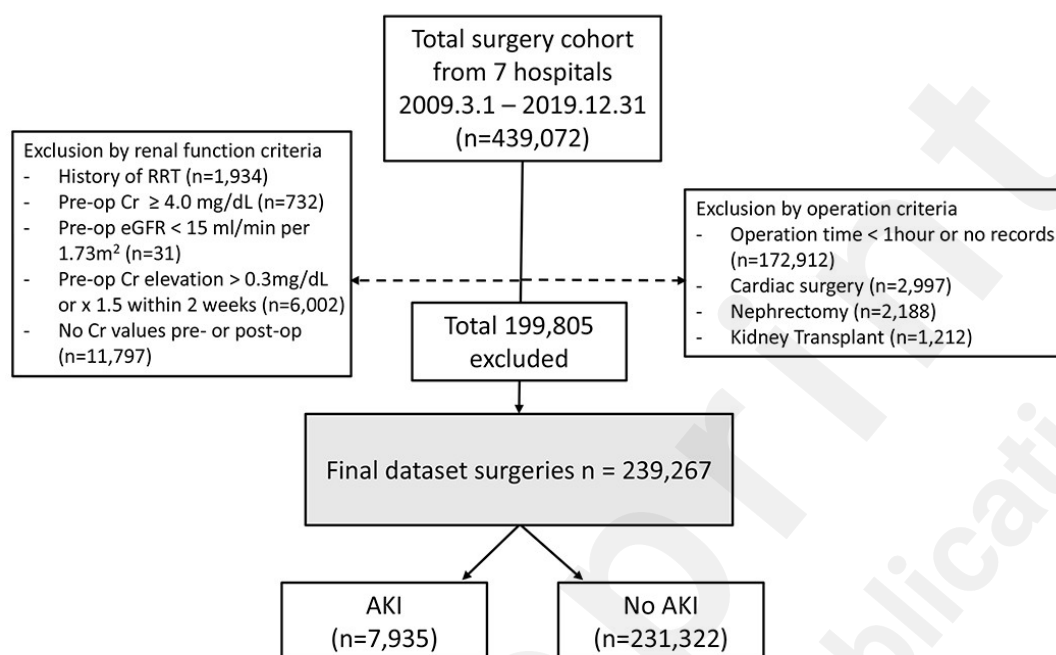 Total surgery cohort
from 7 hospitals
2009.3.1 – 2019.12.31
(n=439,072)
Exclusion by renal function criteria
- History of RRT (n=1,934)
- Pre-op Cr ≥ 4.0 mg/dL (n=732)
- Pre-op eGFR < 15 ml/min per
1.73m² (n=31)
- Pre-op Cr elevation > 0.3mg/dL
or x 1.5 within 2 weeks (n=6,002)
- No Cr values pre- or post-op
(n=11,797)
Exclusion by operation criteria
- Operation time < 1hour or no records
(n=172,912)
- Cardiac surgery (n=2,997)
- Nephrectomy (n=2,188)
- Kidney Transplant (n=1,212)
Total 199,805
excluded
Final dataset surgeries n = 239,267
AKI
(n=7,935)
No AKI
(n=231,322)
print
blicati